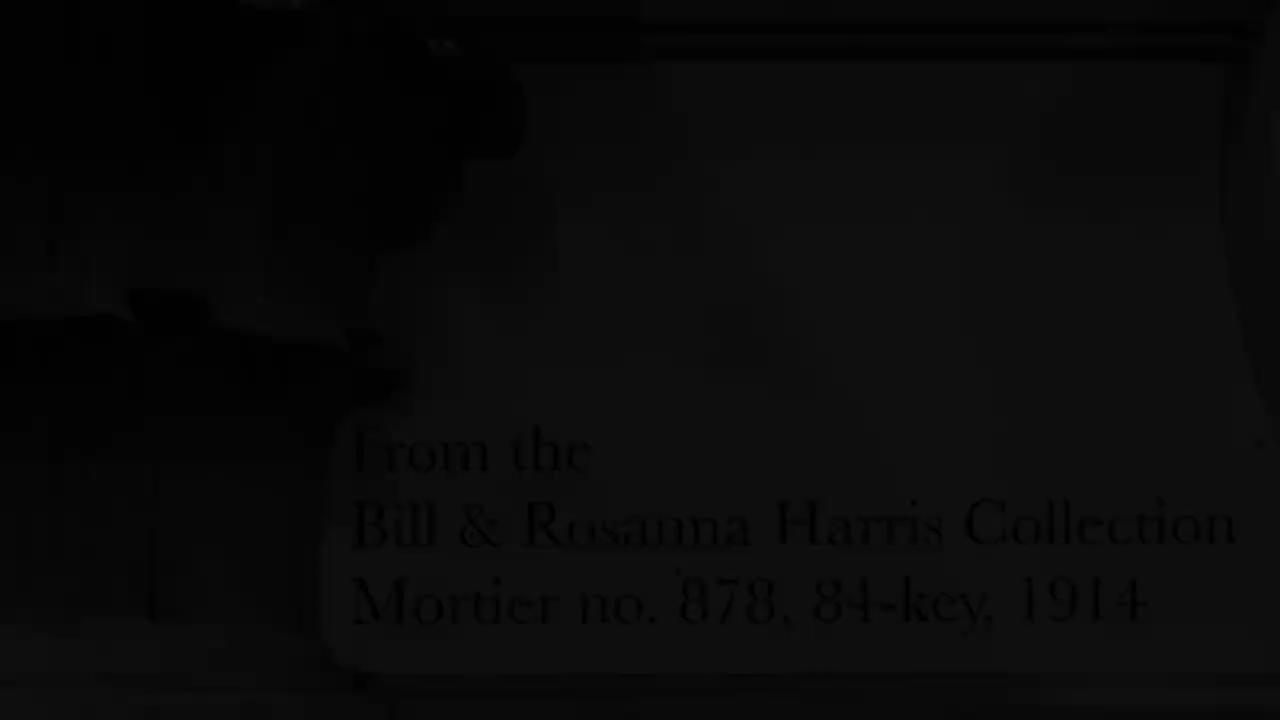 From the
Bill & Rosanna Harris Collection
Mortier no. 878, 84-key, 1914